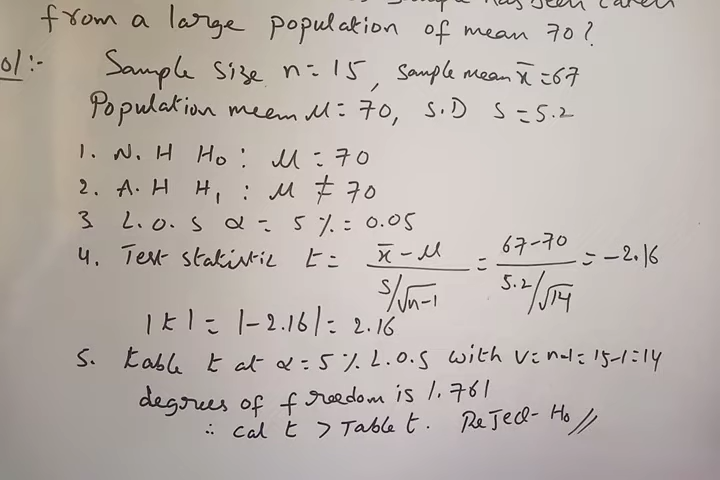 from a large population of mean 70?
Sol:- Sample size n=15, sample mean x̄=67
Population meem μ=70, S.D S=5.2
1. N.H H₀: μ=70
2. A.H H₁: μ≠70
3 L.O.S α= 5%=0.05
4. Test statistic t= x̄-μ / S/√n-1 = 67-70 / 5.2/√14 = -2.16
|t|= |-2.16|= 2.16
5. table t at α=5% L.O.S with v=n-1=15-1=14
degrees of freedom is 1.761
∴ cal t > Table t. Reject H₀ //